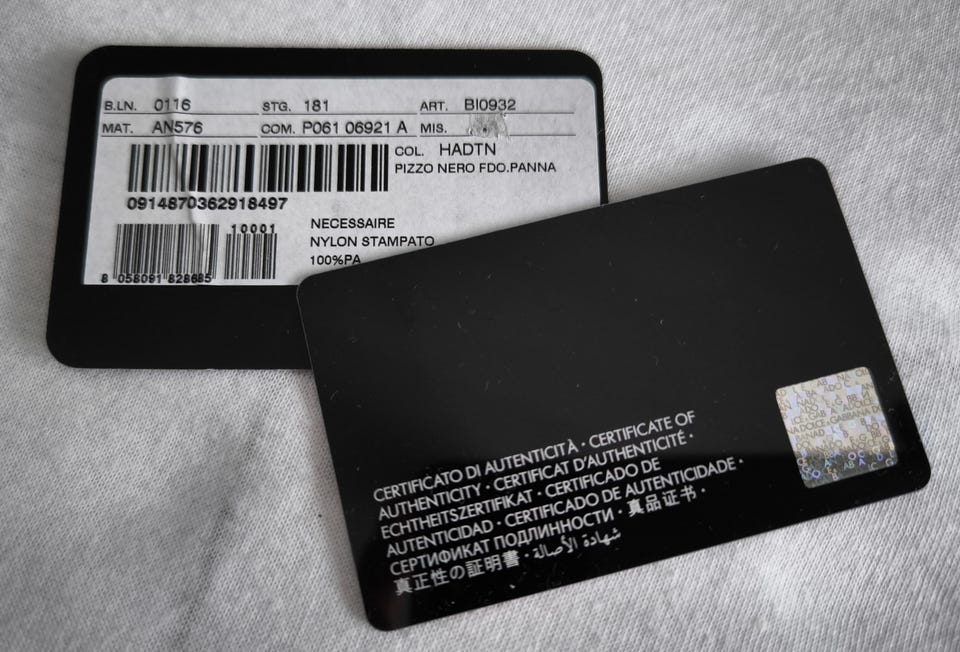 B.LN. 0116 STG. 181 ART. BI0932
MAT. AN576 COM. P061 06921 A MIS.
COL. HADTN
PIZZO NERO FDO.PANNA
0914870362918497
10001
8 058091 828685
NECESSAIRE
NYLON STAMPATO
100%PA
CERTIFICATO DI AUTENTICITÀ · CERTIFICATE OF
AUTHENTICITY · CERTIFICAT D'AUTHENTICITÉ ·
ECHTHEITSZERTIFIKAT · CERTIFICADO DE
AUTENTICIDAD · CERTIFICADO DE AUTENTICIDADE ·
СЕРТИФИКАТ ПОДЛИННОСТИ · 真品证书 ·
真正性の証明書 · شهادة الأصالة
DOLCE & GABBANA